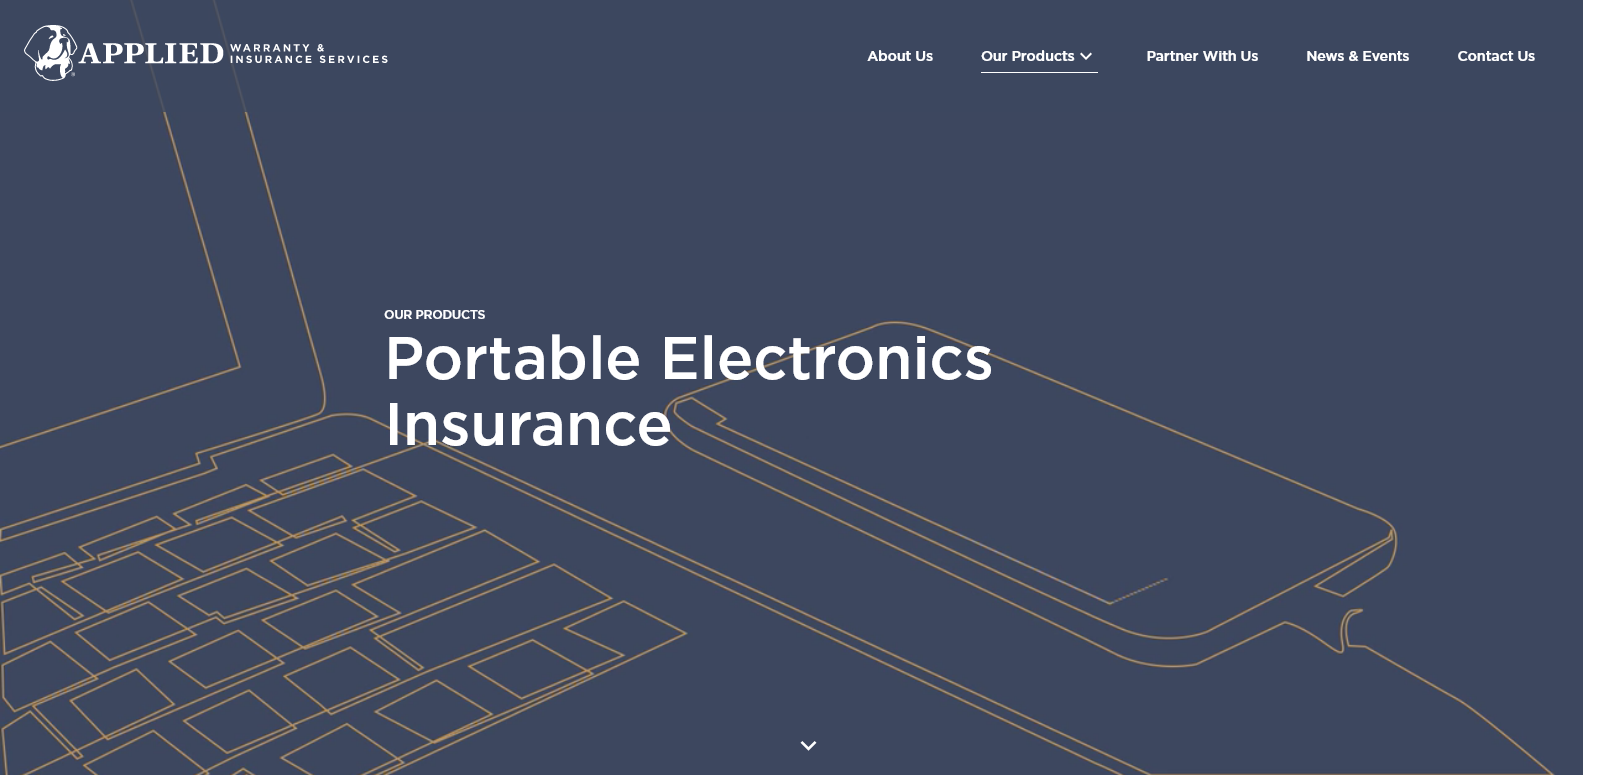 APPLIED WARRANTY &
INSURANCE SERVICES
About Us
Our Products
Partner With Us
News & Events
Contact Us
OUR PRODUCTS
Portable Electronics
Insurance